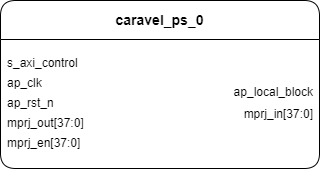 caravel_ps_0
s_axi_control
ap_clk
ap_rst_n
mprj_out[37:0]
mprj_en[37:0]
ap_local_block
mprj_in[37:0]